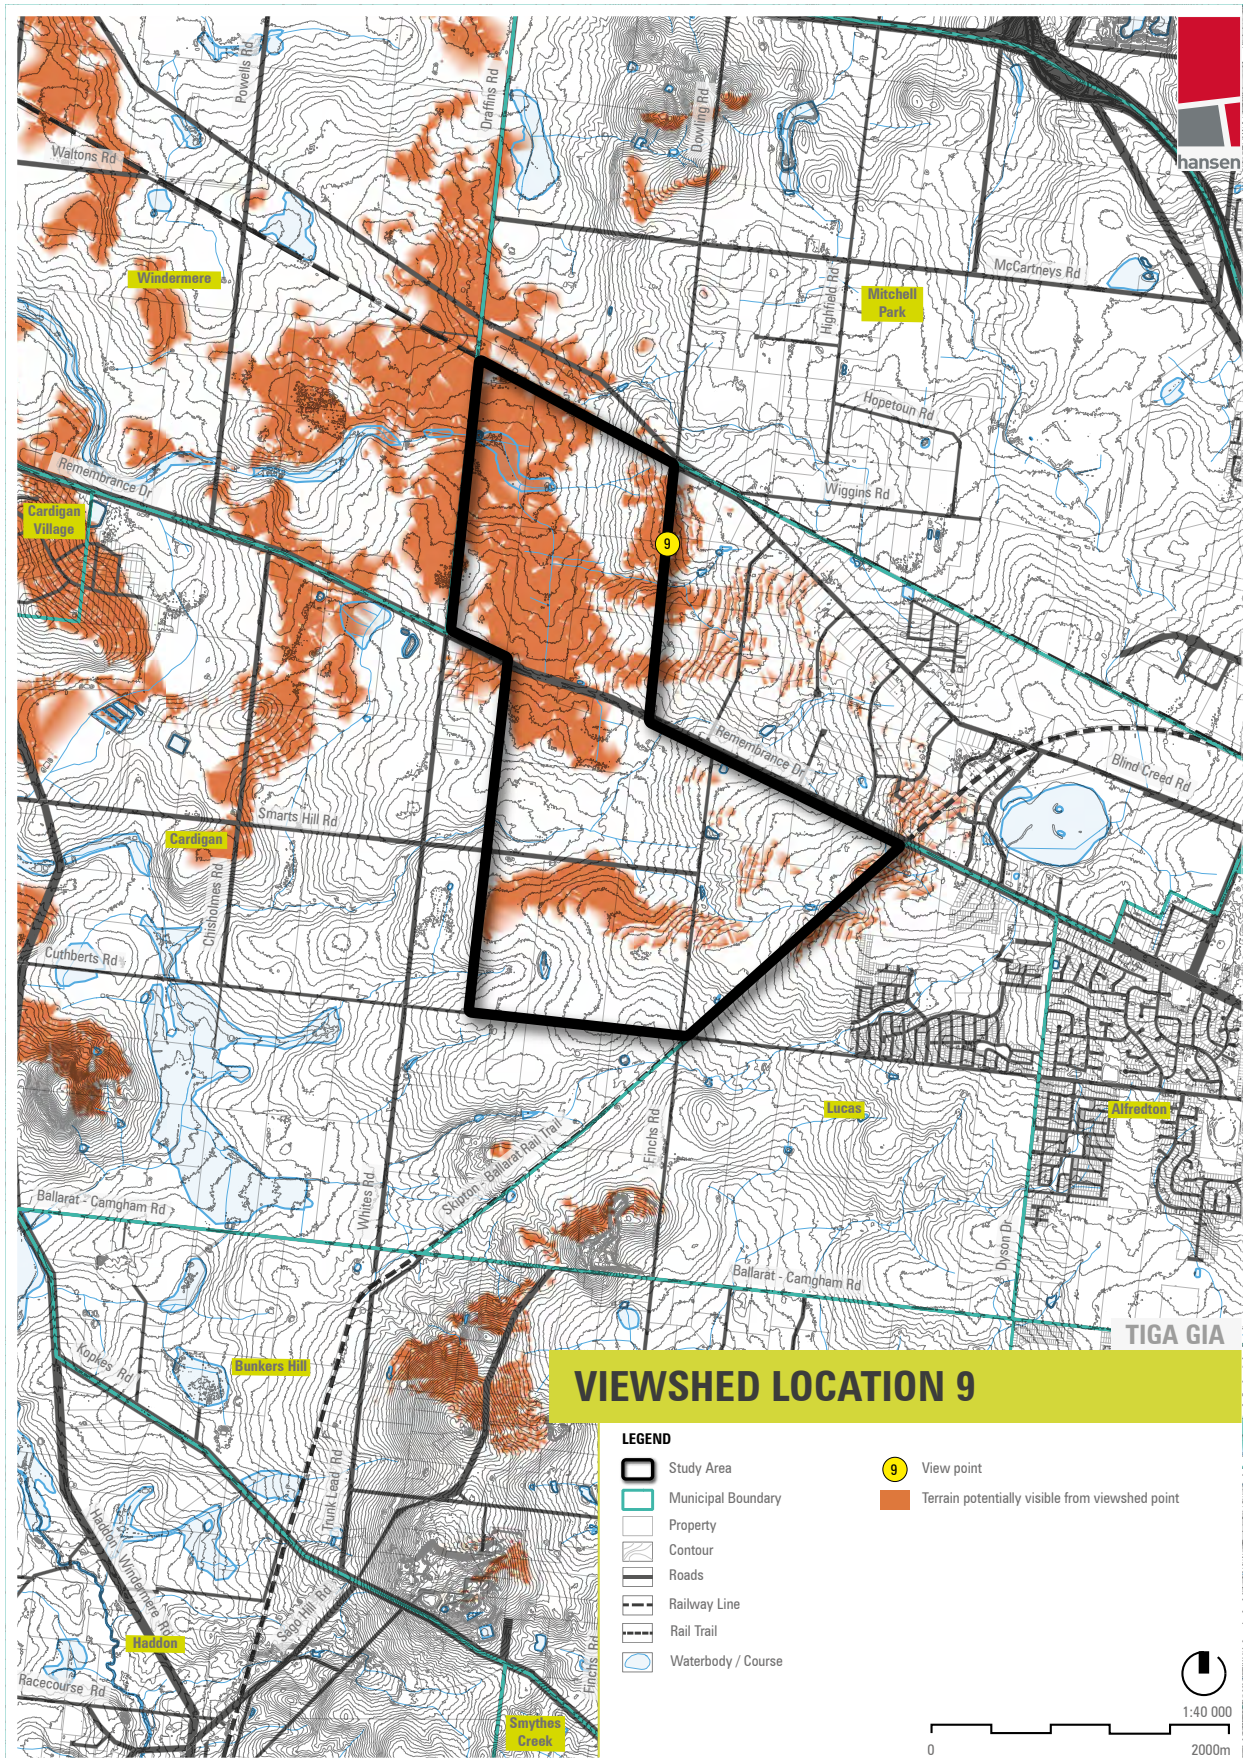 hansen
Powells Rd
Draffins Rd
Dowling Rd
Waltons Rd
McCartneys Rd
Windermere
Mitchell
Park
Highfield Rd
Hopetoun Rd
Remembrance Dr
Wiggins Rd
Cardigan
Village
9
Remembrance Dr
Blind Creed Rd
Smarts Hill Rd
Cardigan
Chisholmes Rd
Cuthberts Rd
Lucas
Alfredton
Finchs Rd
Skipton - Ballarat Rail Trail
Whites Rd
Ballarat - Carngham Rd
Dyson Dr
Ballarat - Carngham Rd
TIGA GIA
Bunkers Hill
Kopkes Rd
VIEWSHED LOCATION 9
LEGEND
Study Area
Municipal Boundary
Property
Contour
Roads
Railway Line
Rail Trail
Waterbody / Course
9
View point
Terrain potentially visible from viewshed point
Trunk Lead Rd
Haddon - Windermere Rd
Sago Hill Rd
Haddon
Finchs Rd
Racecourse Rd
Smythes
Creek
1:40 000
0
2000m